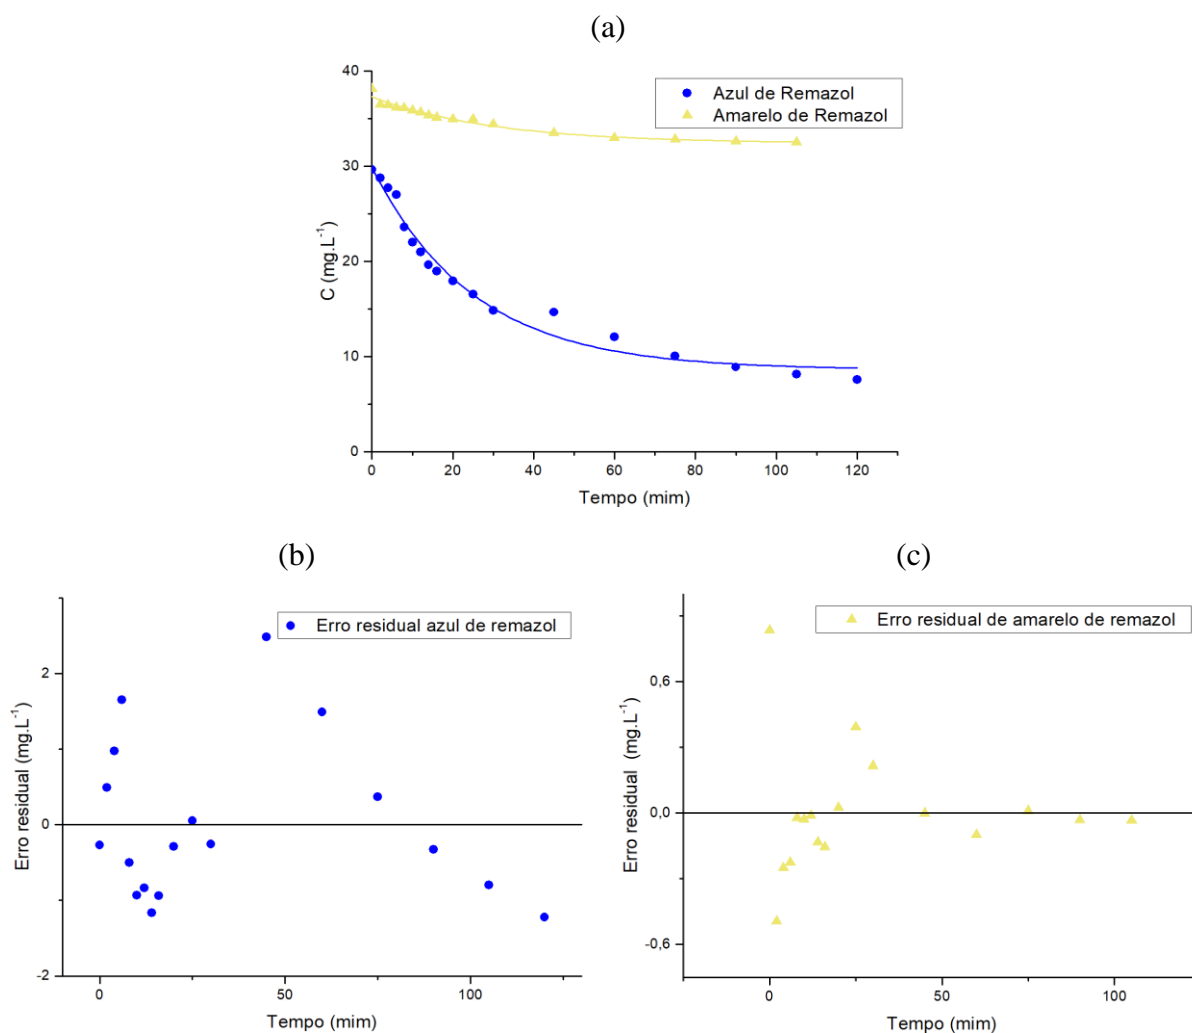 (a)
40
30
20
10
0
C (mg.L⁻¹)
Azul de Remazol
Amarelo de Remazol
0 20 40 60 80 100 120
Tempo (mim)
(b)
2
0
-2
Erro residual (mg.L⁻¹)
Erro residual azul de remazol
0 50 100
Tempo (mim)
(c)
0,6
0,0
-0,6
Erro residual (mg.L⁻¹)
Erro residual de amarelo de remazol
0 50 100
Tempo (mim)